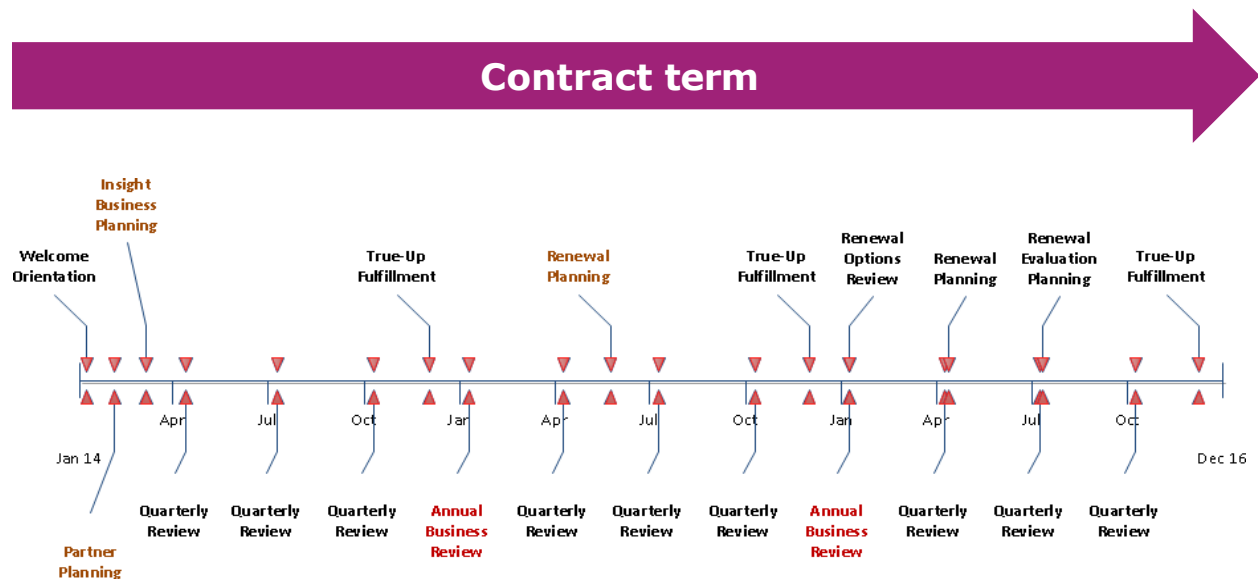 Contract term
Insight
Business
Planning
Welcome
Orientation
True-Up
Fulfillment
Renewal
Planning
True-Up
Fulfillment
Renewal
Options
Review
Renewal
Planning
Renewal
Evaluation
Planning
True-Up
Fulfillment
Apr
Jul
Oct
Jan
Apr
Jul
Oct
Jan
Apr
Jul
Oct
Jan 14
Dec 16
Partner
Planning
Quarterly
Review
Quarterly
Review
Quarterly
Review
Annual
Business
Review
Quarterly
Review
Quarterly
Review
Quarterly
Review
Annual
Business
Review
Quarterly
Review
Quarterly
Review
Quarterly
Review